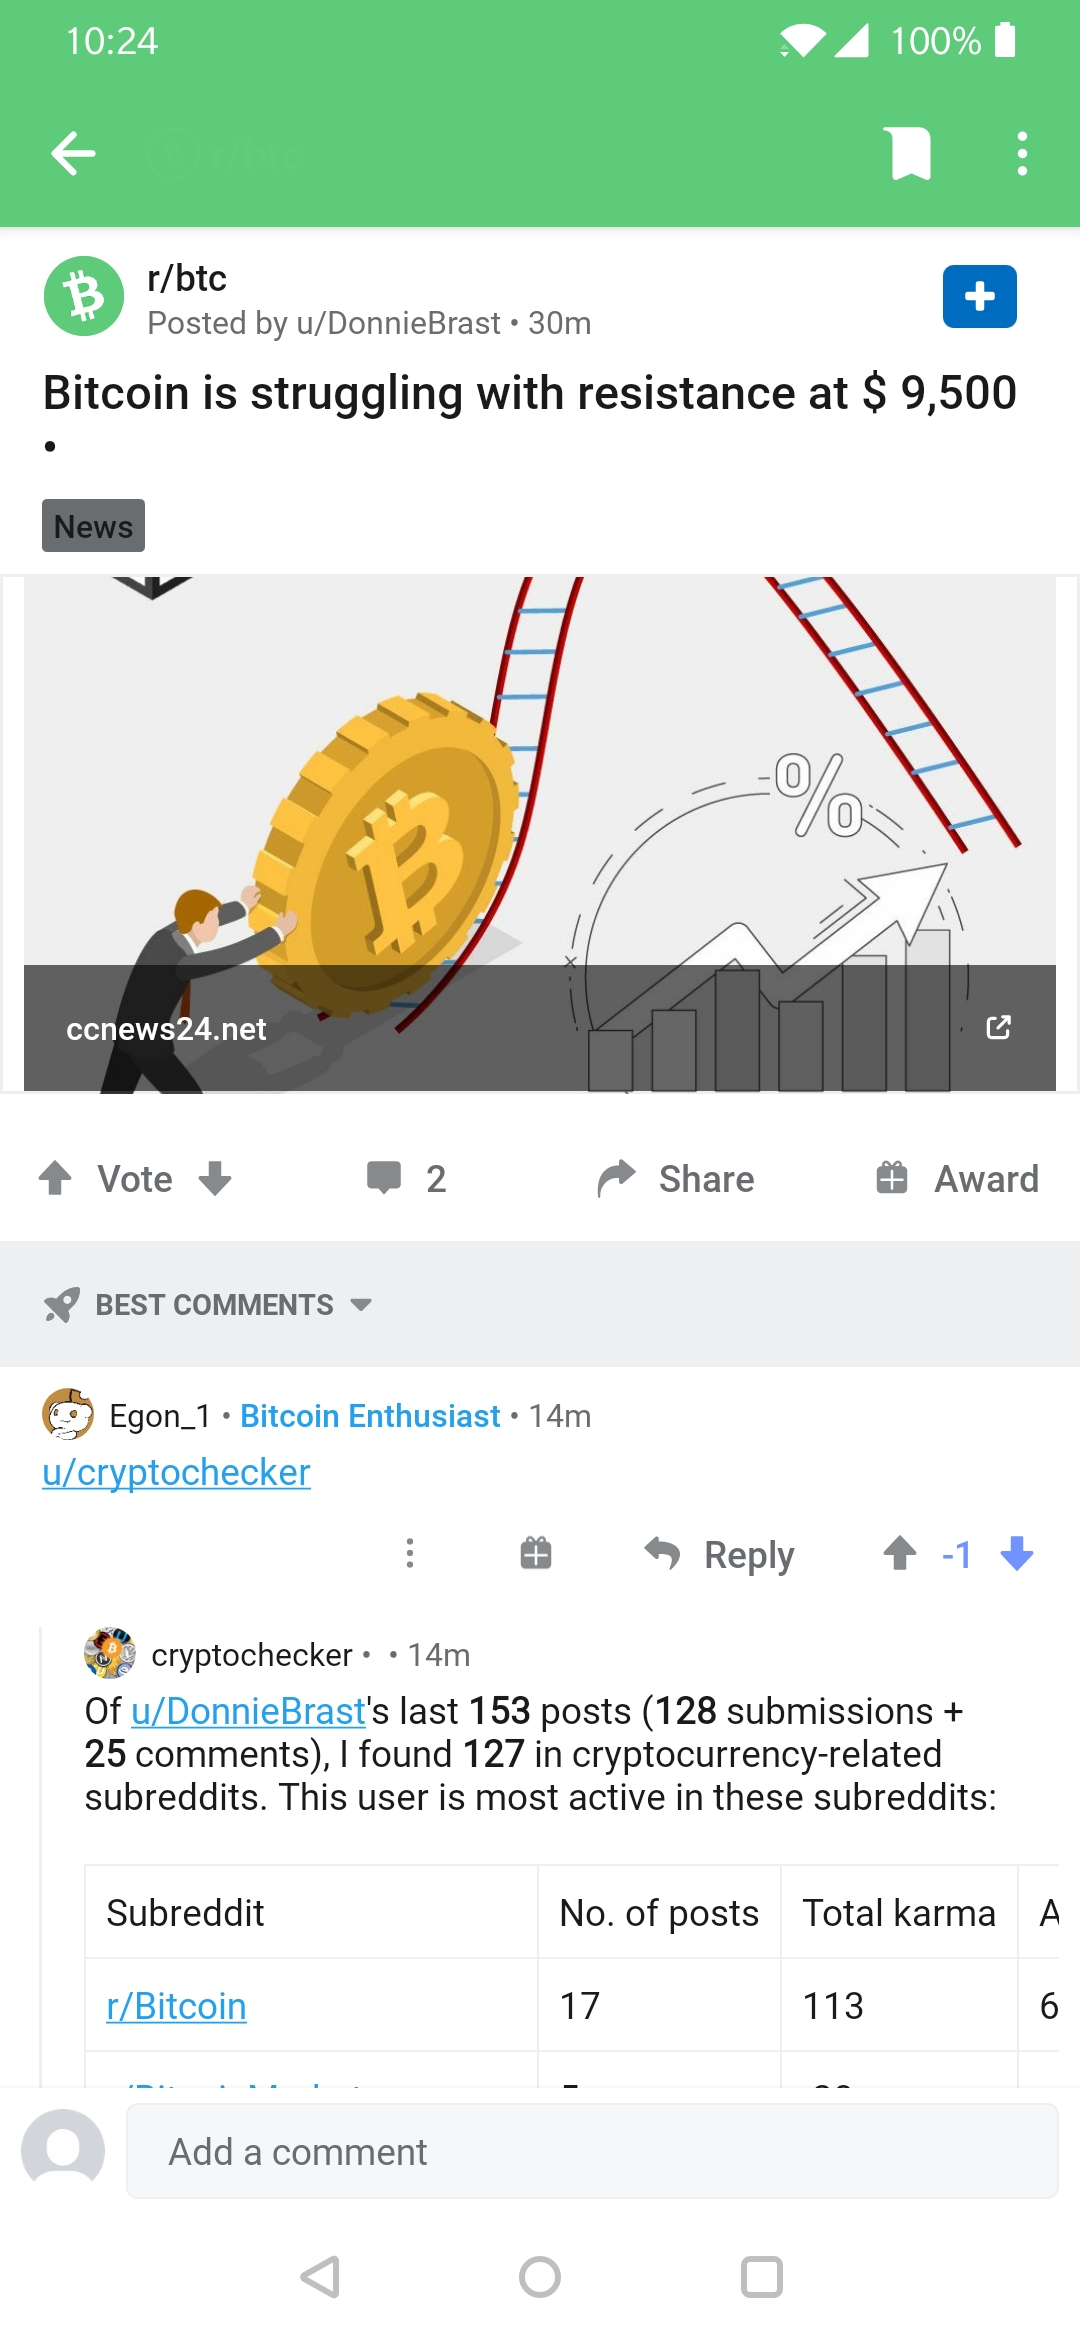 10:24
100%
r/btc
r/btc
Posted by u/DonnieBrast • 30m
Bitcoin is struggling with resistance at $ 9,500
•
News
%
ccnews24.net
Vote
2
Share
Award
BEST COMMENTS
Egon_1 • Bitcoin Enthusiast • 14m
u/cryptochecker
Reply
-1
cryptochecker • • 14m
Of u/DonnieBrast's last 153 posts (128 submissions +
25 comments), I found 127 in cryptocurrency-related
subreddits. This user is most active in these subreddits:
Subreddit No. of posts Total karma A
r/Bitcoin 17 113 6
Add a comment